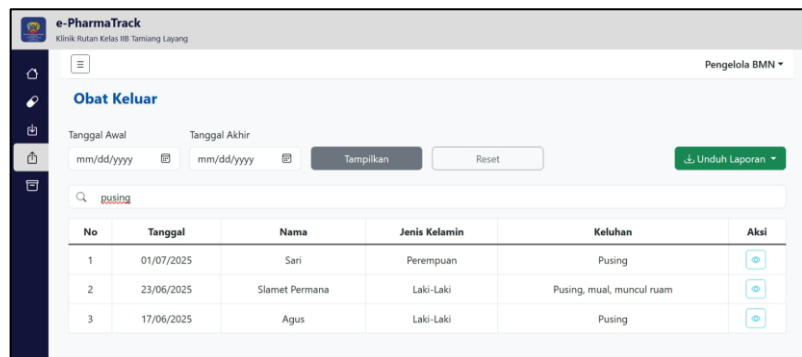 e-PharmaTrack
Klinik Rutan Kelas IIB Tamiang Layang
Pengelola BMN
Obat Keluar
Tanggal Awal Tanggal Akhir
mm/dd/yyyy mm/dd/yyyy Tampilkan Reset Unduh Laporan
pusing
No Tanggal Nama Jenis Kelamin Keluhan Aksi
1 01/07/2025 Sari Perempuan Pusing
2 23/06/2025 Slamet Permana Laki-Laki Pusing, mual, muncul ruam
3 17/06/2025 Agus Laki-Laki Pusing